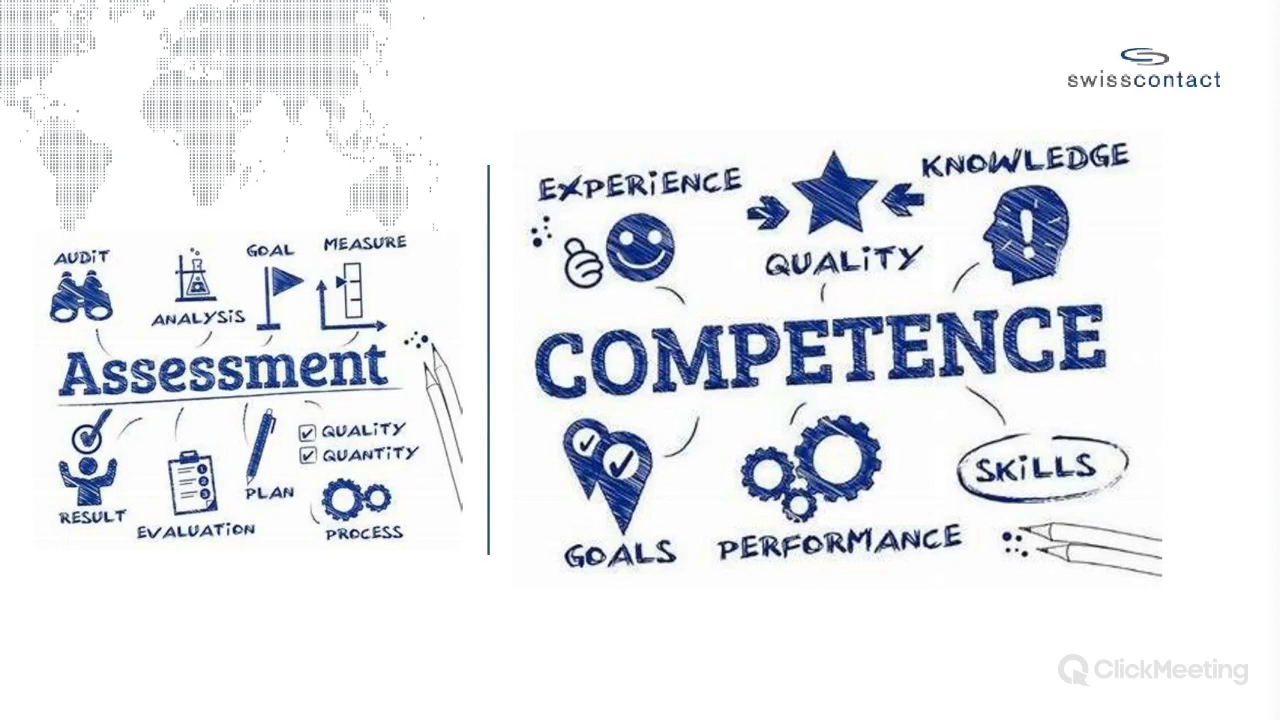 swisscontact
AUDIT
ANALYSIS
GOAL
MEASURE
Assessment
RESULT
EVALUATION
PLAN
QUALITY
QUANTITY
PROCESS
EXPERIENCE
QUALITY
KNOWLEDGE
COMPETENCE
GOALS
PERFORMANCE
SKILLS
ClickMeeting